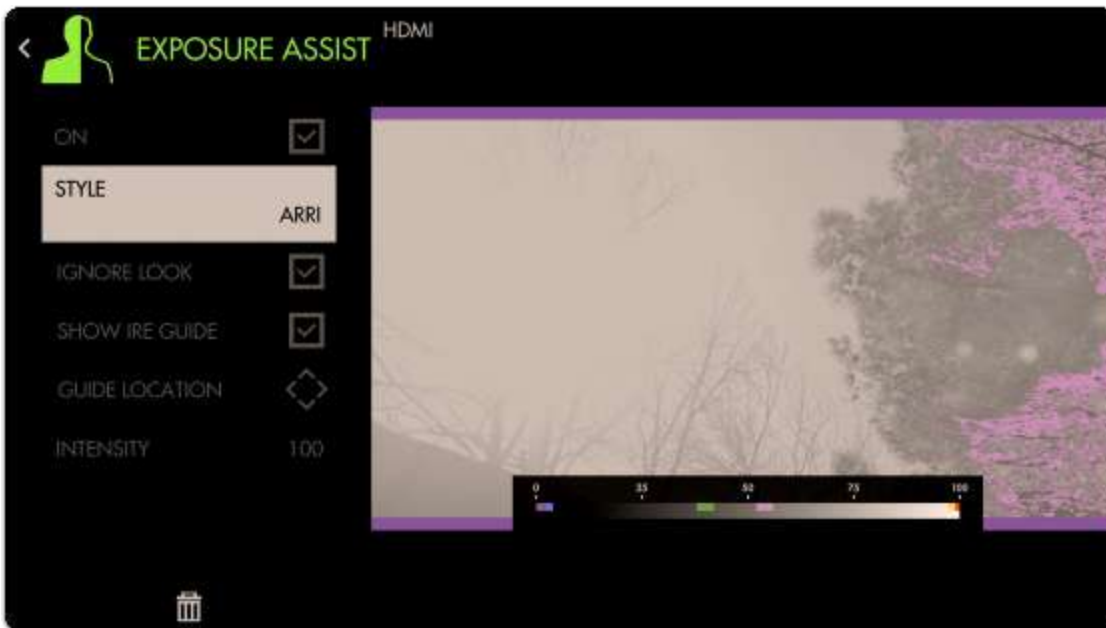 EXPOSURE ASSIST
HDMI
ON
STYLE
ARRI
IGNORE LOOK
SHOW IRE GUIDE
GUIDE LOCATION
INTENSITY 100
0 25 50 75 100